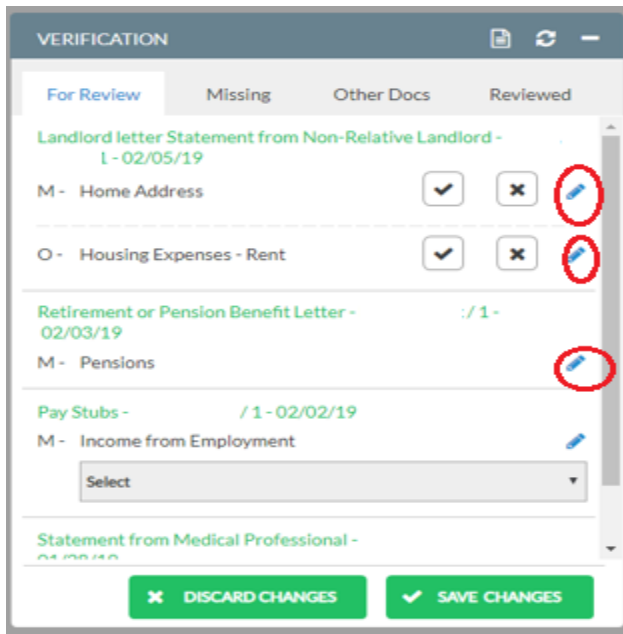 VERIFICATION
For Review Missing Other Docs Reviewed
Landlord letter Statement from Non-Relative Landlord -
1 - 02/05/19
M - Home Address
O - Housing Expenses - Rent
Retirement or Pension Benefit Letter - / 1 -
02/03/19
M - Pensions
Pay Stubs - / 1 - 02/02/19
M - Income from Employment
Select
Statement from Medical Professional -
DISCARD CHANGES SAVE CHANGES